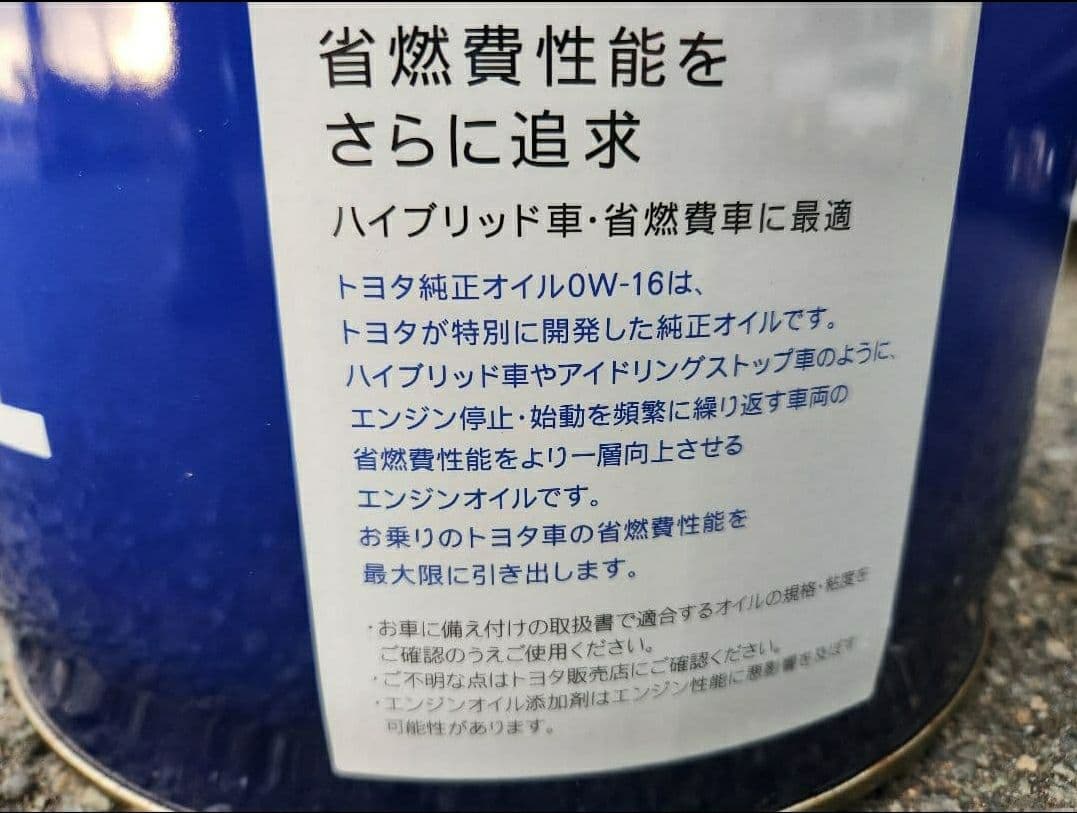 省燃費性能を
さらに追求
ハイブリッド車・省燃費車に最適
トヨタ純正オイル0W-16は、
トヨタが特別に開発した純正オイルです。
ハイブリッド車やアイドリングストップ車のように、
エンジン停止・始動を頻繁に繰り返す車両の
省燃費性能をより一層向上させる
エンジンオイルです。
お乗りのトヨタ車の省燃費性能を
最大限に引き出します。
・お車に備え付けの取扱書で適合するオイルの規格・粘度を
ご確認のうえご使用ください。
・ご不明な点はトヨタ販売店にご確認ください。
・エンジンオイル添加剤はエンジン性能に悪影響を及ぼす
可能性があります。